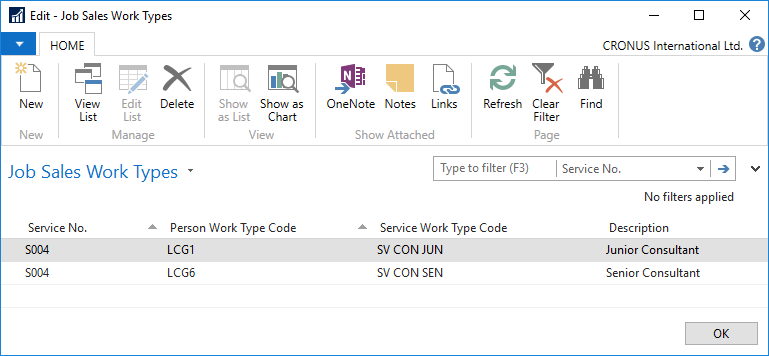 Edit - Job Sales Work Types
HOME
CRONUS International Ltd.
New
View List
Edit List
Delete
Show as List
Show as Chart
OneNote
Notes
Links
Refresh
Clear Filter
Find
New
Manage
View
Show Attached
Page
Job Sales Work Types
Type to filter (F3)
Service No.
No filters applied
Service No. Person Work Type Code Service Work Type Code Description
S004 LCG1 SV CON JUN Junior Consultant
S004 LCG6 SV CON SEN Senior Consultant
OK